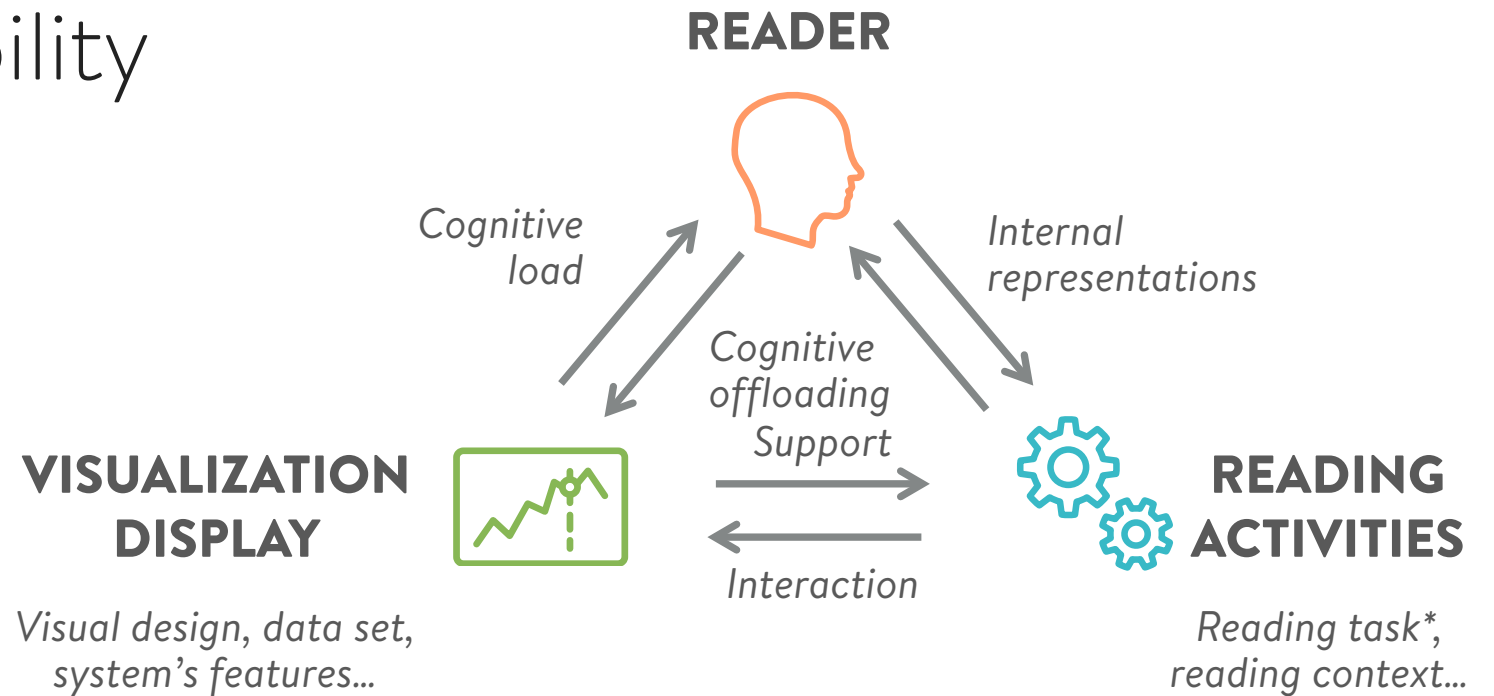 bility
READER
Cognitive
load
Internal
representations
Cognitive
offloading
Support
Interaction
VISUALIZATION
DISPLAY
Visual design, data set,
system's features...
READING
ACTIVITIES
Reading task*,
reading context...